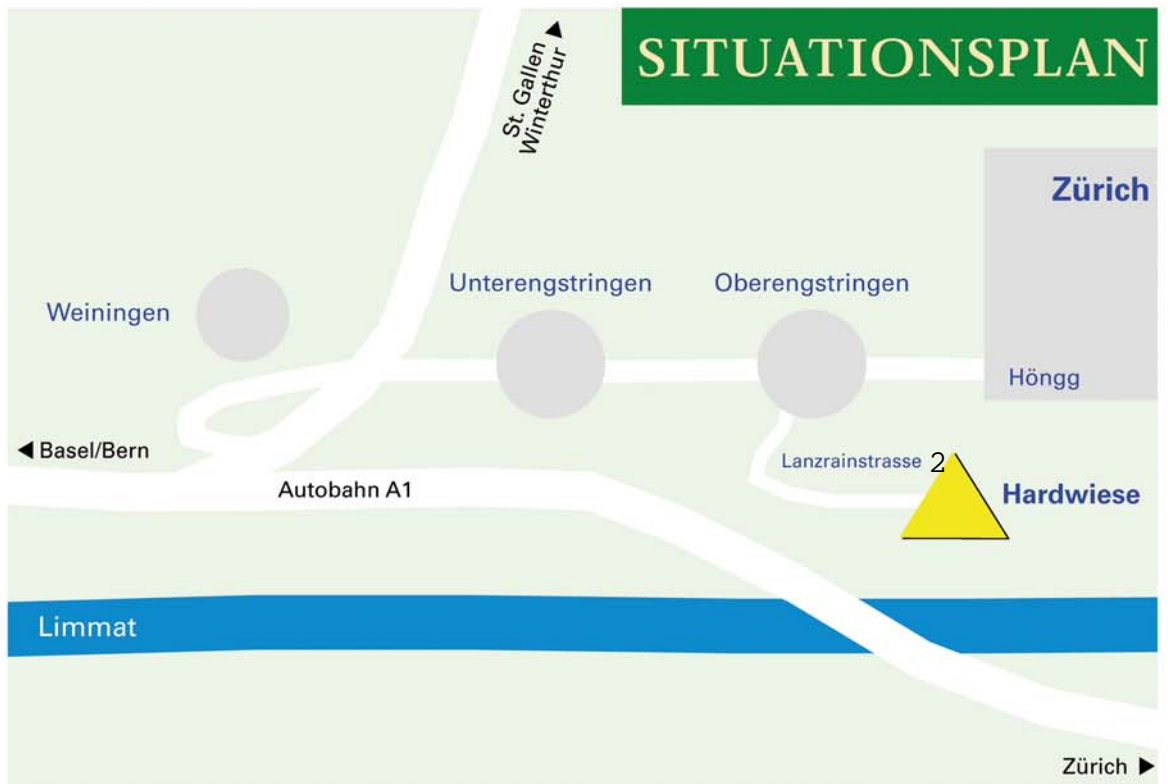 SITUATIONSPLAN
St. Gallen
Winterthur
Zürich
Unterengstringen
Oberengstringen
Weiningen
Höngg
Basel/Bern
Lanzrainstrasse 2
Autobahn A1
Hardwiese
Limmat
Zürich